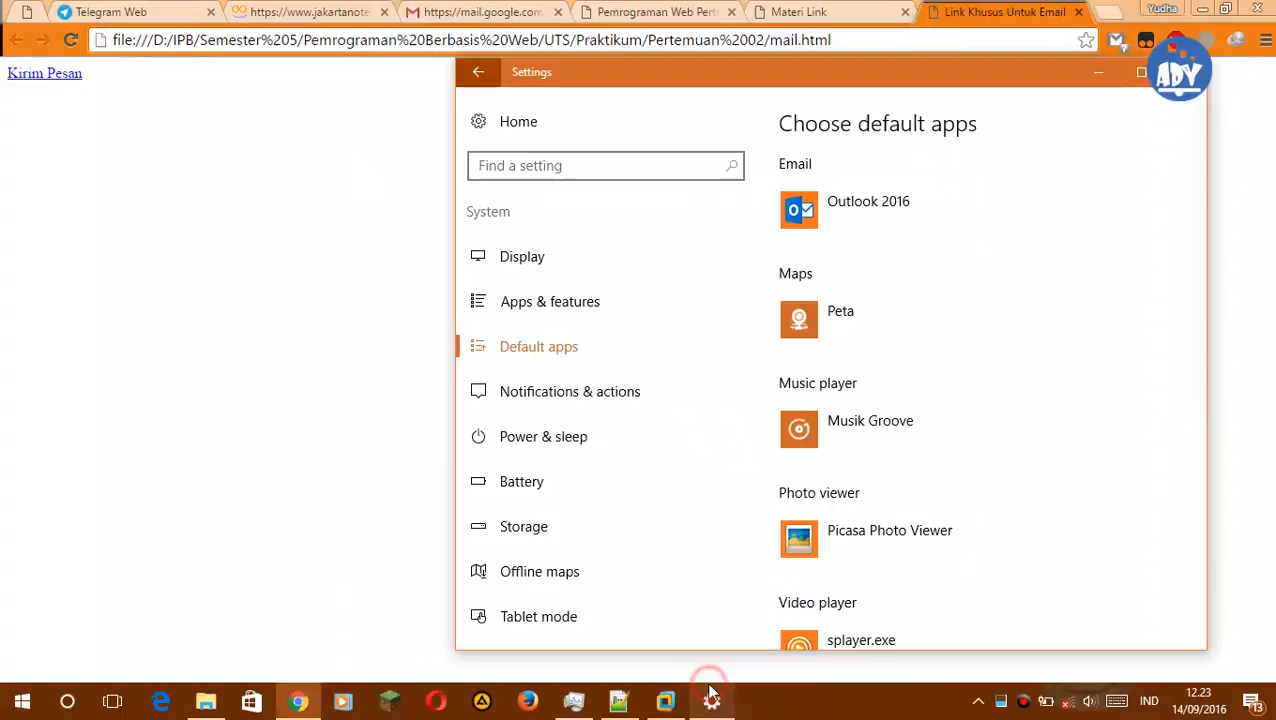 Telegram Web
https://www.jakartanote
https://mail.google.com
Pemrograman Web Pert
Materi Link
Link Khusus Untuk Email
Yudha
file:///D:/IPB/Semester%205/Pemrograman%20Berbasis%20Web/UTS/Praktikum/Pertemuan%2002/mail.html
Kirim Pesan
Settings
ADY
Home
Find a setting
System
Display
Apps & features
Default apps
Notifications & actions
Power & sleep
Battery
Storage
Offline maps
Tablet mode
Choose default apps
Email
Outlook 2016
Maps
Peta
Music player
Musik Groove
Photo viewer
Picasa Photo Viewer
Video player
splayer.exe
IND
12.23
14/09/2016
13